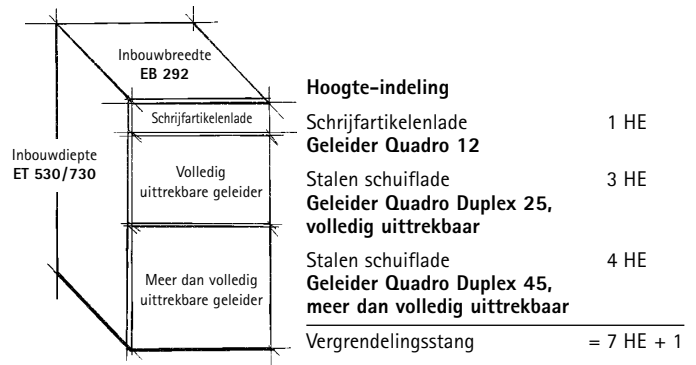 Inbouwbreedte
EB 292
Schrijfartikelenlade
Inbouwdiepte
ET 530/730
Volledig
uittrekbare geleider
Meer dan volledig
uittrekbare geleider
Hoogte-indeling
Schrijfartikelenlade 1 HE
Geleider Quadro 12
Stalen schuiflade 3 HE
Geleider Quadro Duplex 25,
volledig uittrekbaar
Stalen schuiflade 4 HE
Geleider Quadro Duplex 45,
meer dan volledig uittrekbaar
Vergrendelingsstang = 7 HE + 1